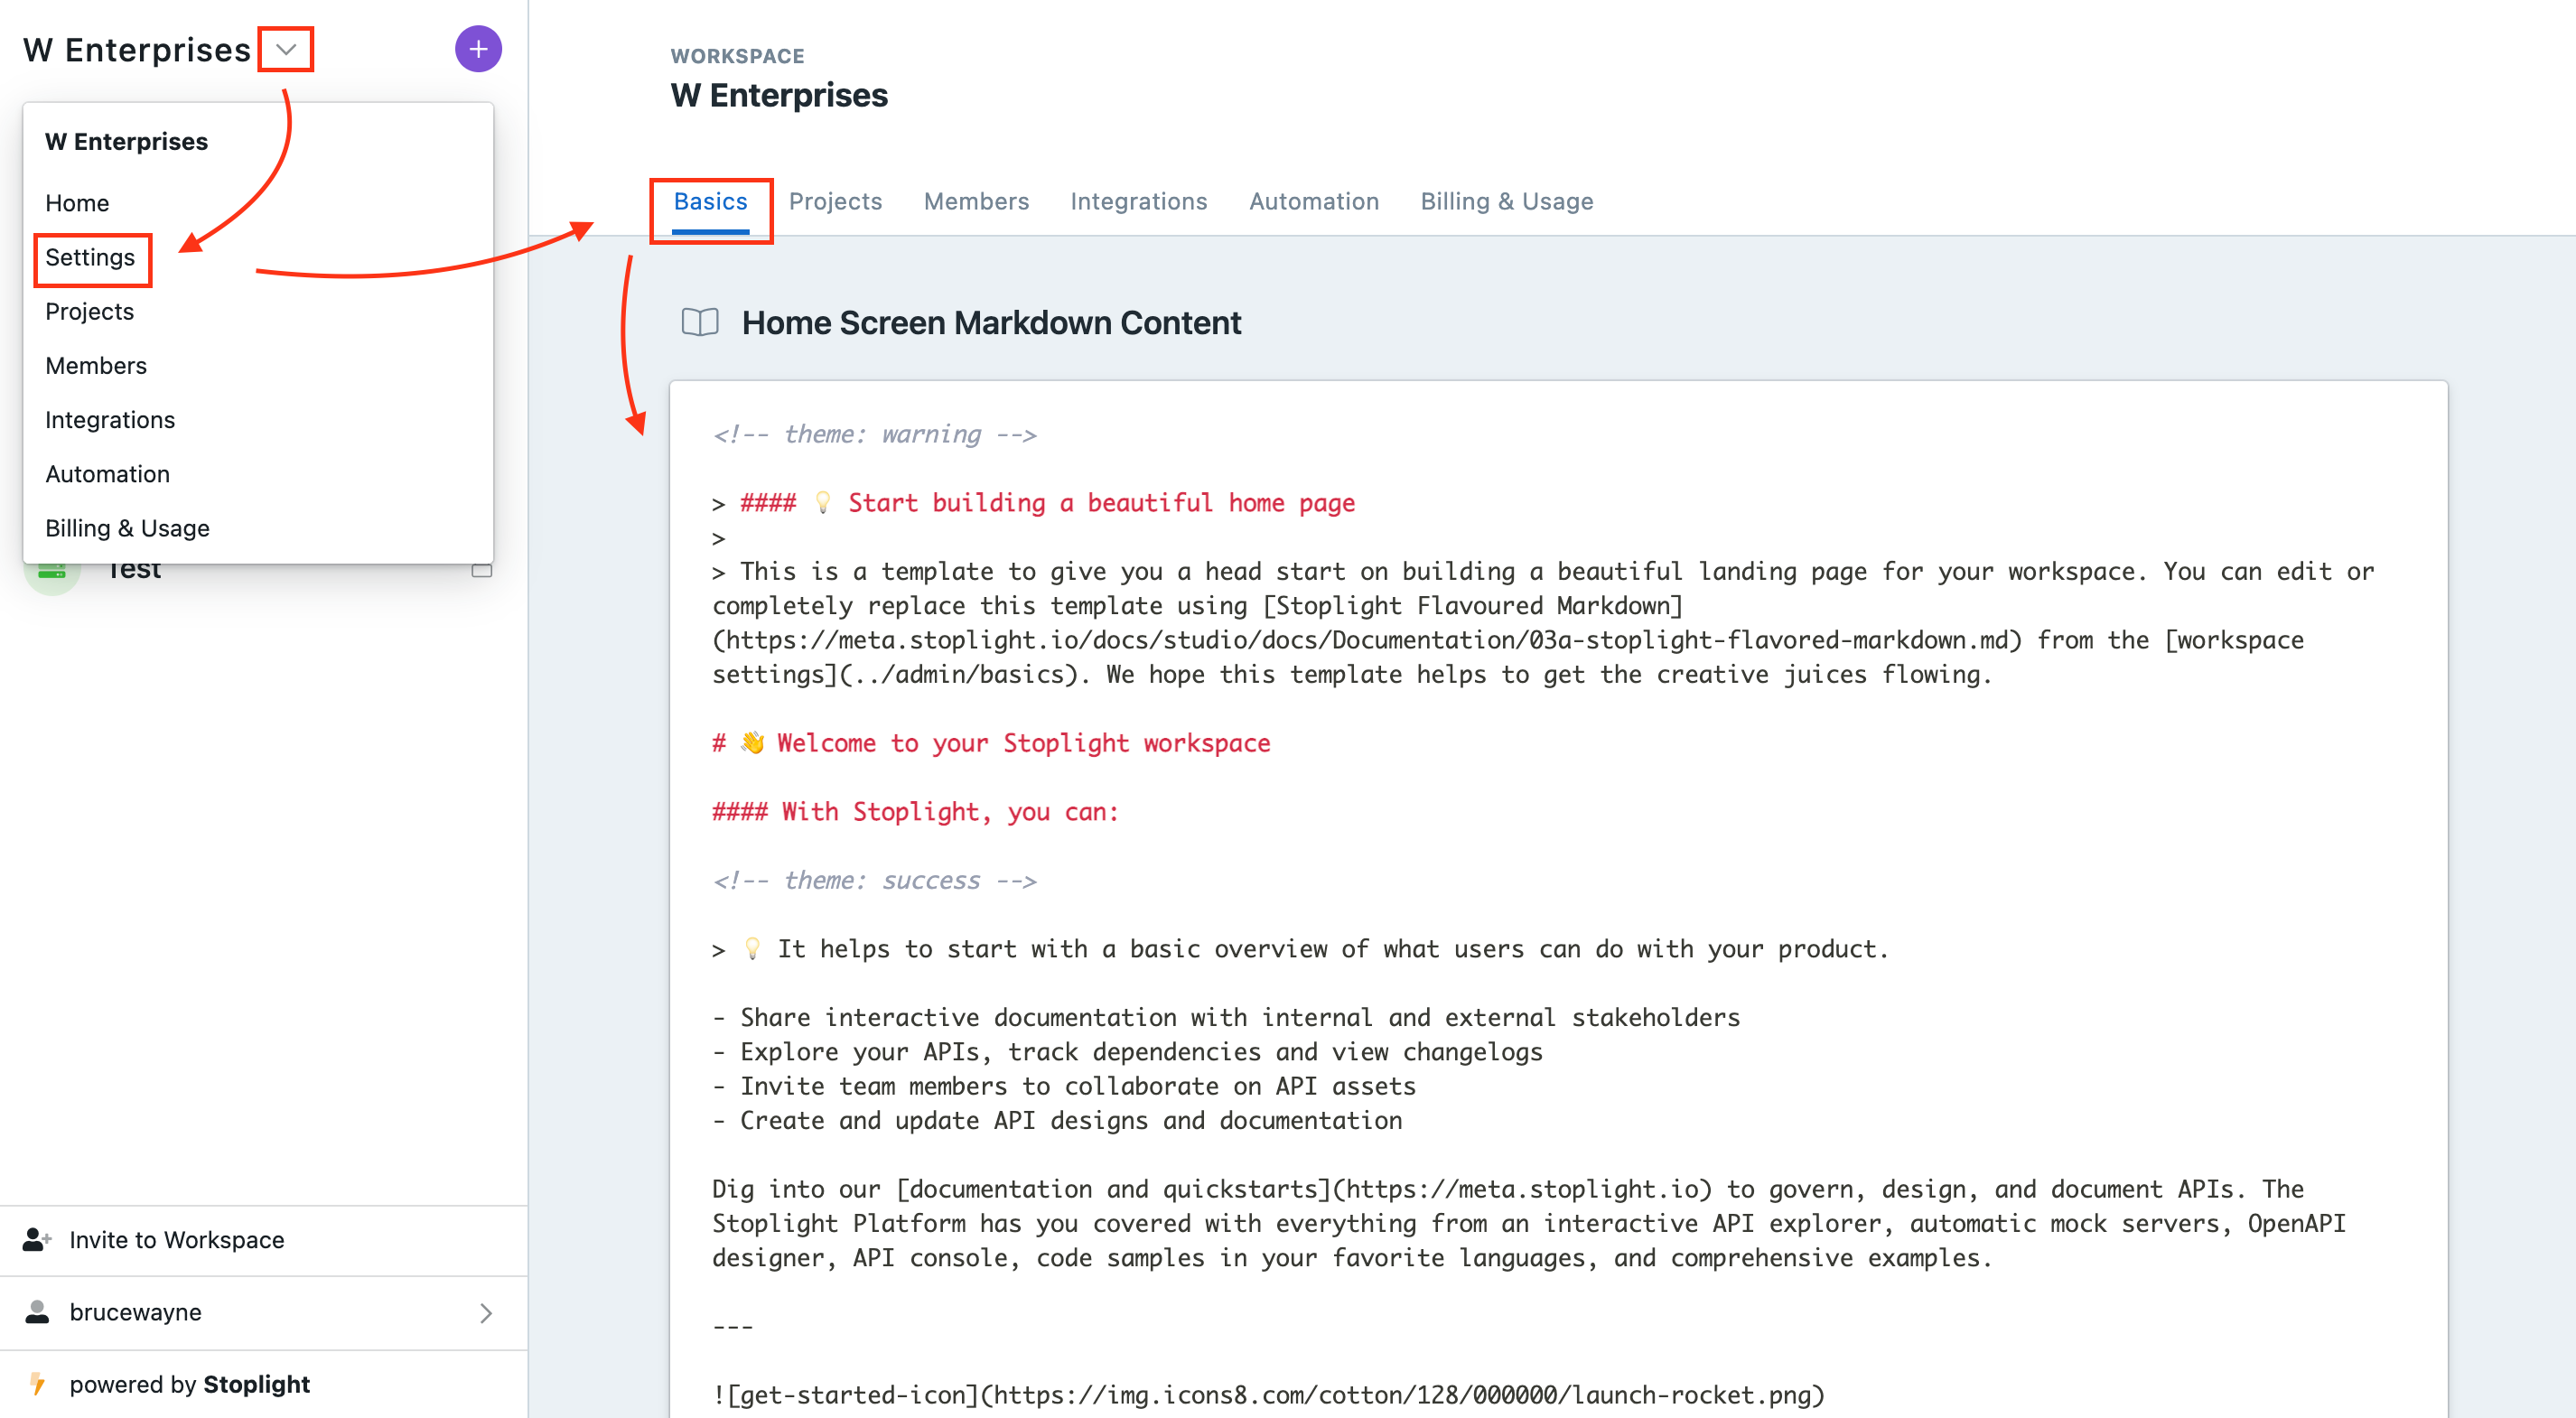 W Enterprises
W Enterprises
Home
Settings
Projects
Members
Integrations
Automation
Billing & Usage
Test
Invite to Workspace
brucewayne
powered by Stoplight
WORKSPACE
W Enterprises
Basics Projects Members Integrations Automation Billing & Usage
Home Screen Markdown Content
<!-- theme: warning -->
> #### 💡 Start building a beautiful home page
>
> This is a template to give you a head start on building a beautiful landing page for your workspace. You can edit or
completely replace this template using [Stoplight Flavoured Markdown]
(https://meta.stoplight.io/docs/studio/docs/Documentation/03a-stoplight-flavored-markdown.md) from the [workspace
settings](../admin/basics). We hope this template helps to get the creative juices flowing.
# 👋 Welcome to your Stoplight workspace
#### With Stoplight, you can:
<!-- theme: success -->
> 💡 It helps to start with a basic overview of what users can do with your product.
- Share interactive documentation with internal and external stakeholders
- Explore your APIs, track dependencies and view changelogs
- Invite team members to collaborate on API assets
- Create and update API designs and documentation
Dig into our [documentation and quickstarts](https://meta.stoplight.io) to govern, design, and document APIs. The
Stoplight Platform has you covered with everything from an interactive API explorer, automatic mock servers, OpenAPI
designer, API console, code samples in your favorite languages, and comprehensive examples.
---
![get-started-icon](https://img.icons8.com/cotton/128/000000/launch-rocket.png)